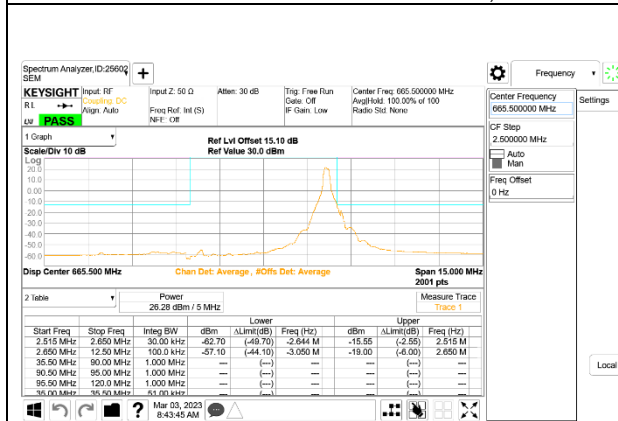 Spectrum Analyzer,ID:25602
SEM
Frequency
KEYSIGHT Input: RF Input Z: 50 Ω Atten: 30 dB Trig: Free Run Center Freq: 665.500000 MHz
Coupling: DC Gate: Off Avg|Hold: 100.00% of 100
RL Align: Auto Freq Ref: Int (S) IF Gain: Low Radio Std: None
NFE: Off
PASS
Center Frequency
665.500000 MHz
Settings
CF Step
2.500000 MHz
Auto
Man
Freq Offset
0 Hz
Local
1 Graph
Scale/Div 10 dB
Ref Lvl Offset 15.10 dB
Ref Value 30.0 dBm
Log
20.0
10.0
0.00
-10.0
-20.0
-30.0
-40.0
-50.0
-60.0
Disp Center 665.500 MHz Chan Det: Average , #Offs Det: Average Span 15.000 MHz
2001 pts
2 Table Power Measure Trace
26.28 dBm / 5 MHz Trace 1
Lower Upper
Start Freq Stop Freq Integ BW dBm ΔLimit(dB) Freq (Hz) dBm ΔLimit(dB) Freq (Hz)
2.515 MHz 2.650 MHz 30.00 kHz -62.70 (-49.70) -2.644 M -15.55 (-2.55) 2.515 M
2.650 MHz 12.50 MHz 100.0 kHz -57.10 (-44.10) -3.050 M -19.00 (-6.00) 2.650 M
35.50 MHz 90.00 MHz 1.000 MHz --- (---) --- --- (---) ---
90.50 MHz 95.00 MHz 1.000 MHz --- (---) --- --- (---) ---
95.50 MHz 120.0 MHz 1.000 MHz --- (---) --- --- (---) ---
35.00 MHz 35.50 MHz 51.00 kHz --- (---) --- --- (---) ---
Mar 03, 2023
8:43:45 AM